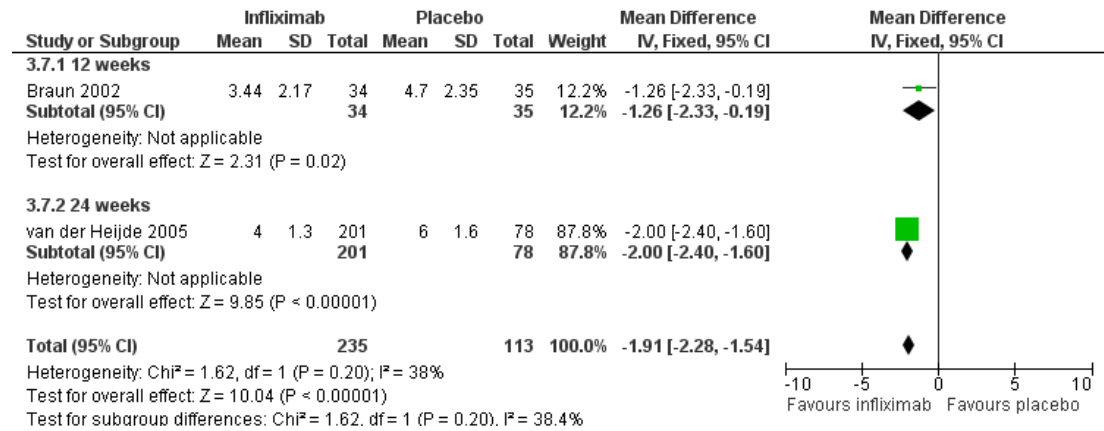 Infliximab Placebo Mean Difference Mean Difference
Study or Subgroup Mean SD Total Mean SD Total Weight IV, Fixed, 95% CI IV, Fixed, 95% CI
3.7.1 12 weeks
Braun 2002 3.44 2.17 34 4.7 2.35 35 12.2% -1.26 [-2.33, -0.19]
Subtotal (95% CI) 34 35 12.2% -1.26 [-2.33, -0.19]
Heterogeneity: Not applicable
Test for overall effect: Z = 2.31 (P = 0.02)
3.7.2 24 weeks
van der Heijde 2005 4 1.3 201 6 1.6 78 87.8% -2.00 [-2.40, -1.60]
Subtotal (95% CI) 201 78 87.8% -2.00 [-2.40, -1.60]
Heterogeneity: Not applicable
Test for overall effect: Z = 9.85 (P < 0.00001)
Total (95% CI) 235 113 100.0% -1.91 [-2.28, -1.54]
Heterogeneity: Chi² = 1.62, df = 1 (P = 0.20); I² = 38%
Test for overall effect: Z = 10.04 (P < 0.00001)
Test for subgroup differences: Chi² = 1.62, df = 1 (P = 0.20), I² = 38.4%
-10 -5 0 5 10
Favours infliximab Favours placebo